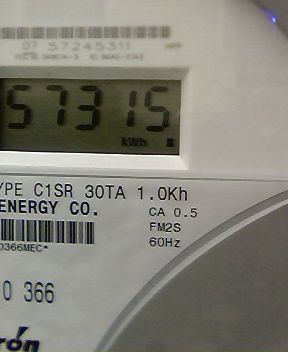 07 57245311
57315
kWh
YPE C1SR 30TA 1.0Kh
ENERGY CO.
CA 0.5
FM2S
60Hz
0366MEC*
0 366
rón